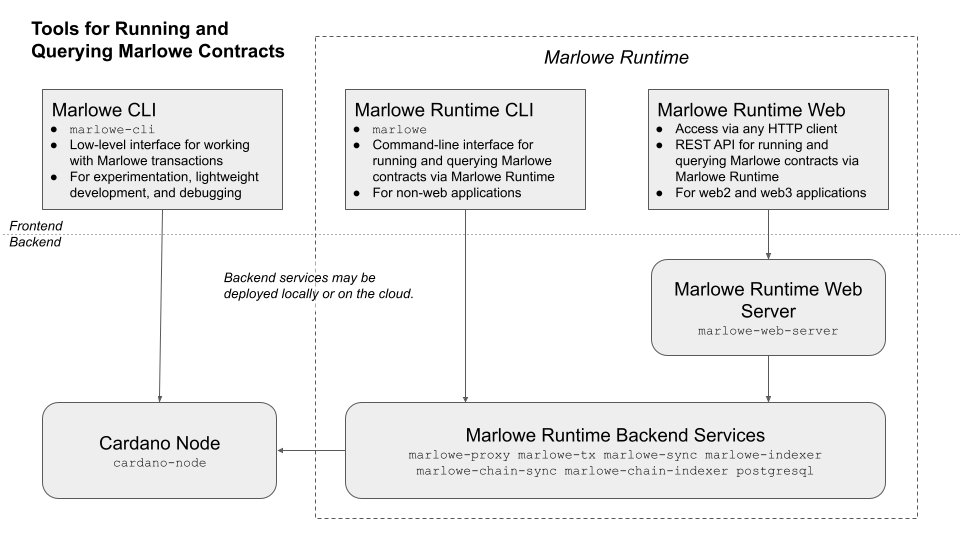 Tools for Running and
Querying Marlowe Contracts
Marlowe Runtime
Marlowe CLI
● marlowe-cli
● Low-level interface for working
with Marlowe transactions
● For experimentation, lightweight
development, and debugging
Marlowe Runtime CLI
● marlowe
● Command-line interface for
running and querying Marlowe
contracts via Marlowe Runtime
● For non-web applications
Marlowe Runtime Web
● Access via any HTTP client
● REST API for running and
querying Marlowe contracts via
Marlowe Runtime
● For web2 and web3 applications
Frontend
Backend
Backend services may be
deployed locally or on the cloud.
Marlowe Runtime Web
Server
marlowe-web-server
Cardano Node
cardano-node
Marlowe Runtime Backend Services
marlowe-proxy marlowe-tx marlowe-sync marlowe-indexer
marlowe-chain-sync marlowe-chain-indexer postgresql